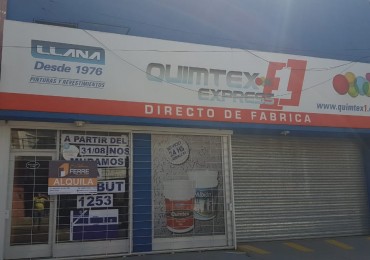 LLANA
Desde 1976
PINTURAS Y REVESTIMIENTOS
QUIMTEX
EXPRESS
DIRECTO DE FABRICA
www.quimtex1
A PARTIR DEL
31/08 NOS
MUDAMOS
ALQUILA
BUT
1253